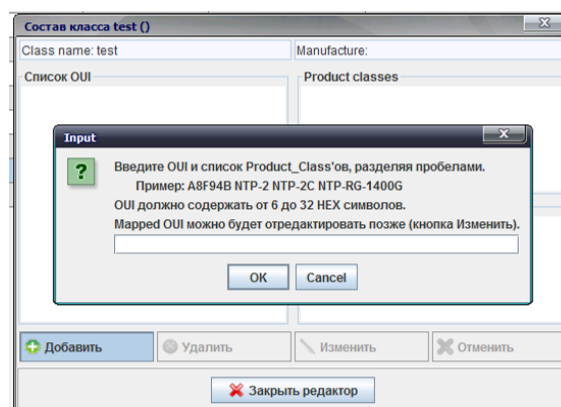 Состав класса test ()
Class name: test
Manufacture:
Список OUI
Product classes
Input
Введите OUI и список Product_Class'ов, разделяя пробелами.
Пример: A8F94B NTP-2 NTP-2C NTP-RG-1400G
OUI должно содержать от 6 до 32 HEX символов.
Mapped OUI можно будет отредактировать позже (кнопка Изменить).
OK
Cancel
Добавить
Удалить
Изменить
Отменить
Закрыть редактор